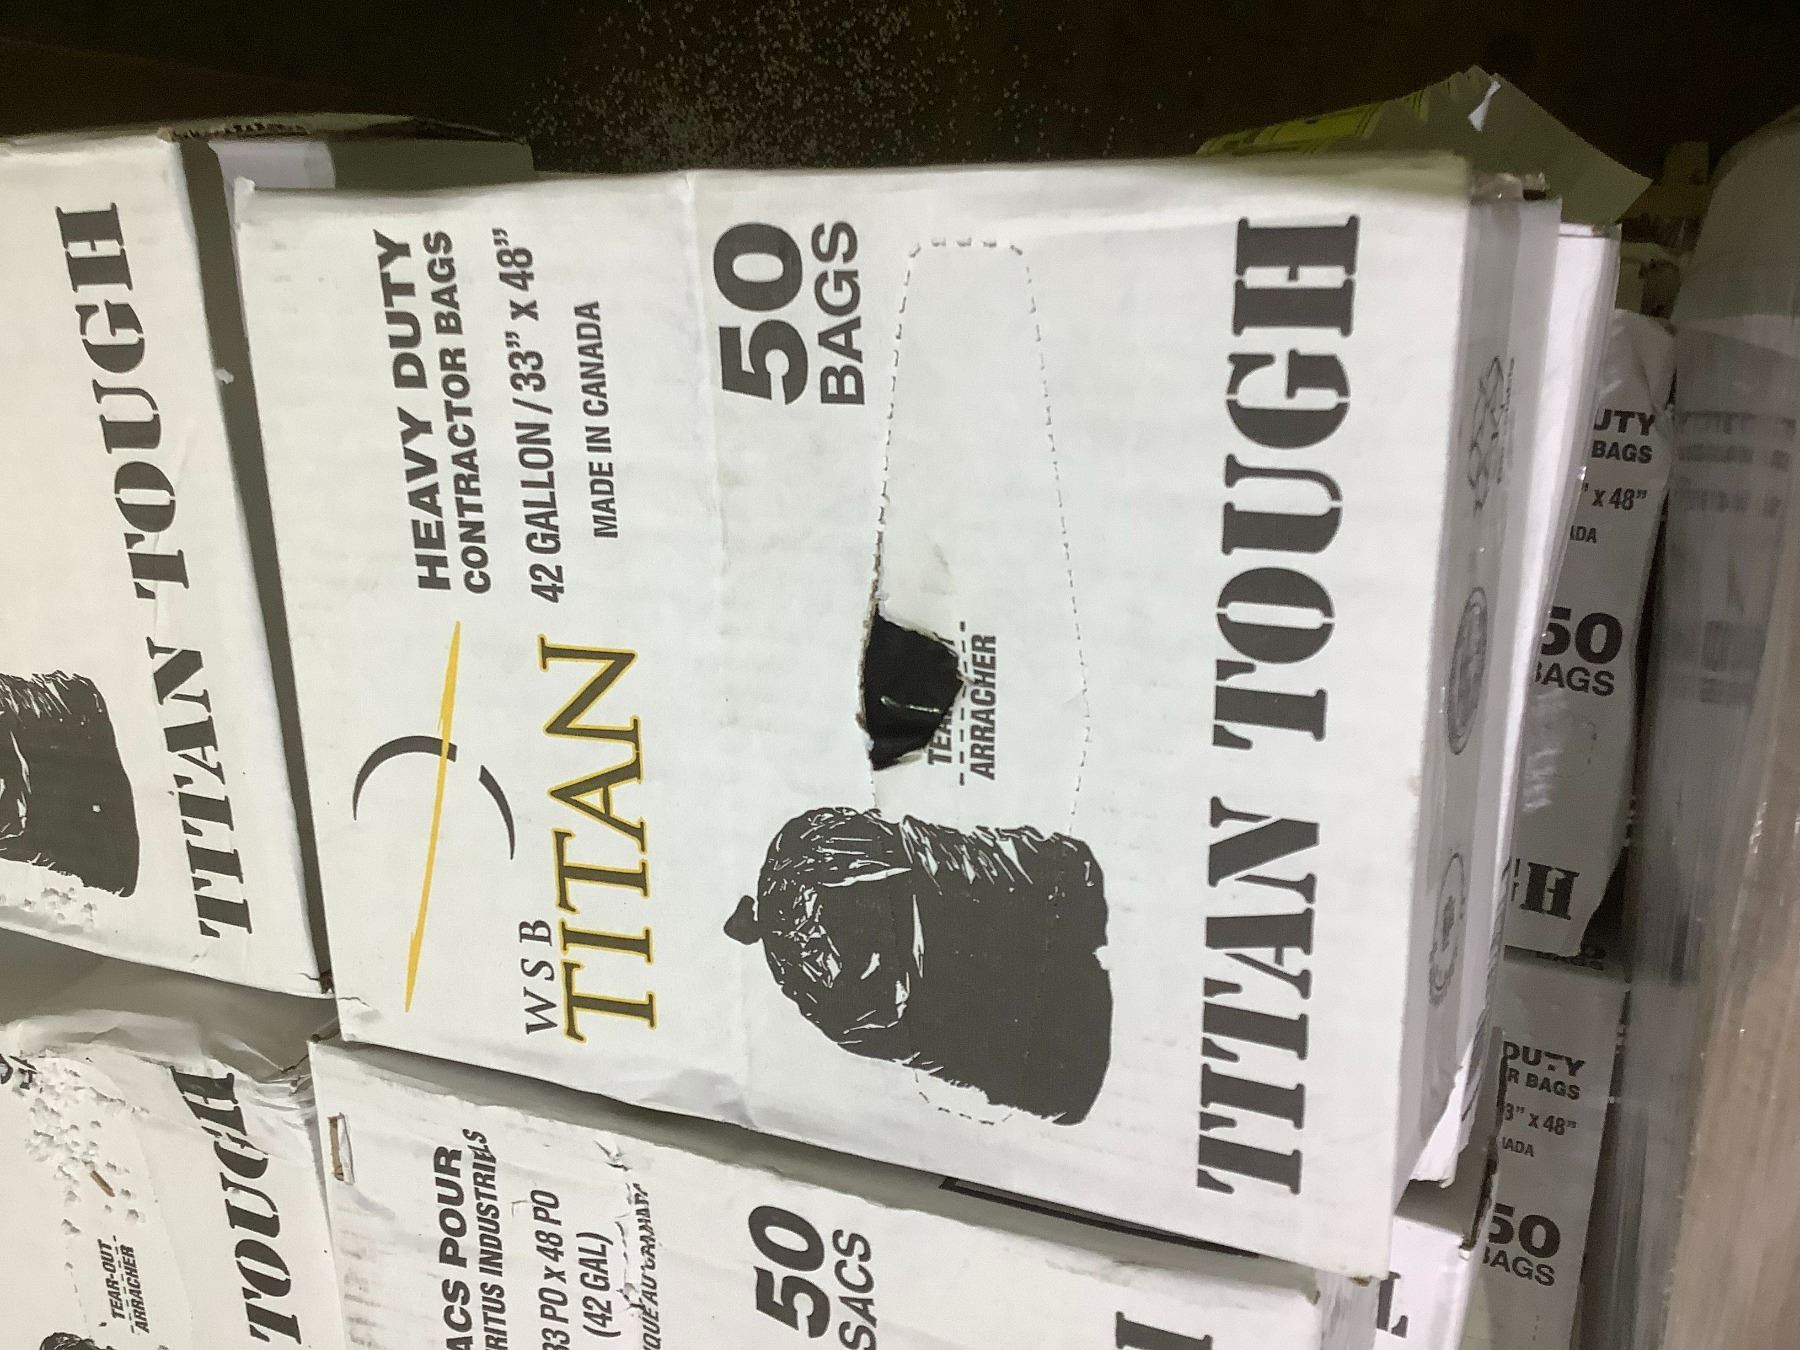 WSB
TITAN
HEAVY DUTY
CONTRACTOR BAGS
42 GALLON / 33" x 48"
MADE IN CANADA
50
BAGS
ARRACHER
TITAN TOUGH
TITAN TOUGH
TEAR-OUT
ARRACHER
TOUGH
POUR
INDUSTRIELS
33 PO x 48 PO
(42 GAL)
50
SACS
BAGS
x 48"
50
BAGS
DUTY
BAGS
x 48"
50
BAGS